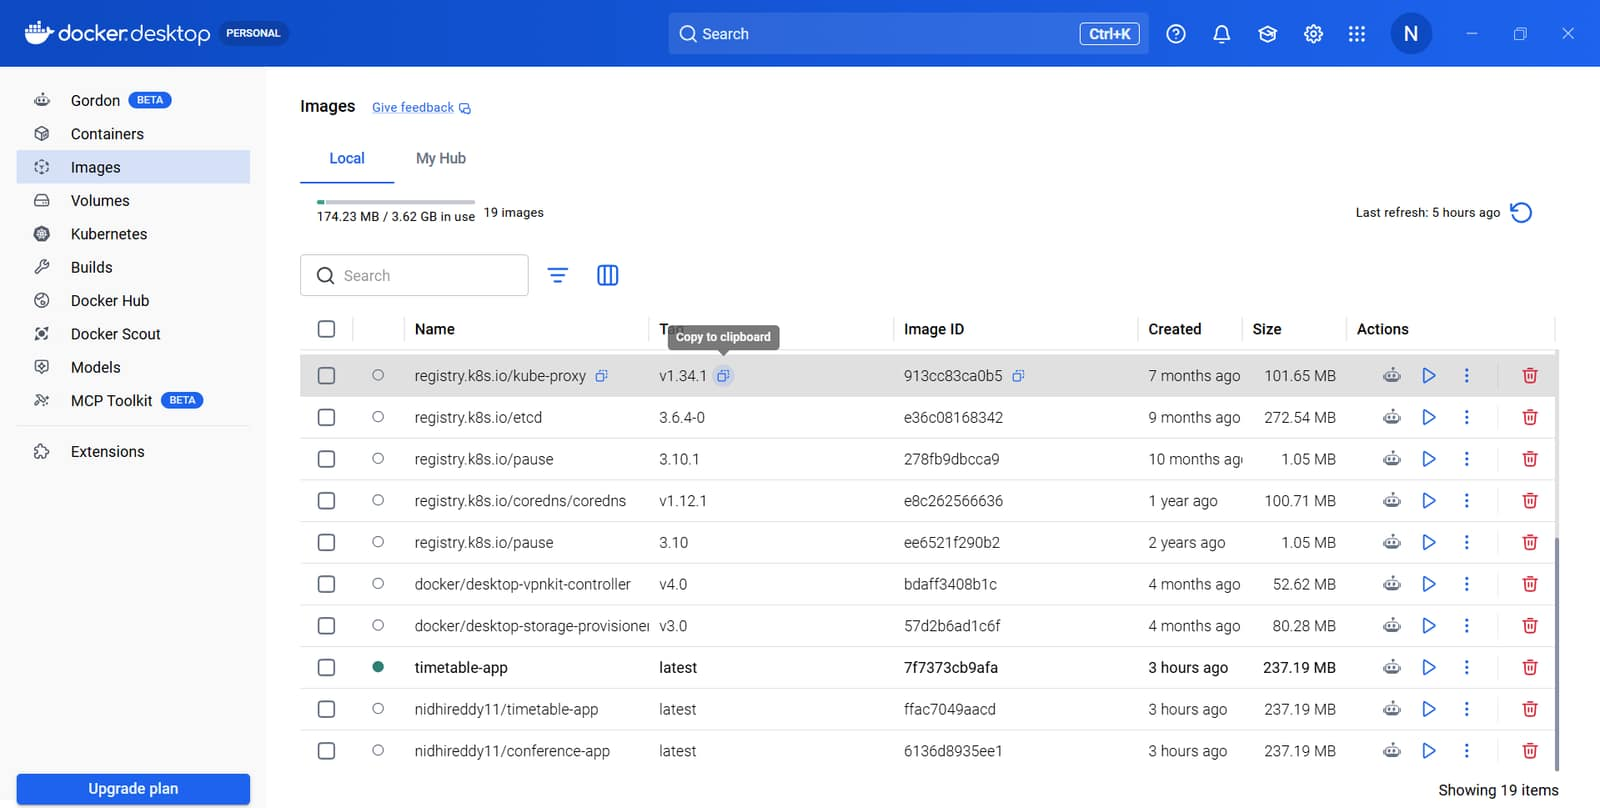 docker.desktop PERSONAL
Search Ctrl+K
N
Gordon BETA
Containers
Images
Volumes
Kubernetes
Builds
Docker Hub
Docker Scout
Models
MCP Toolkit BETA
Extensions
Upgrade plan
Images Give feedback
Local My Hub
174.23 MB / 3.62 GB in use 19 images
Last refresh: 5 hours ago
Search
Copy to clipboard
Name Image ID Created Size Actions
registry.k8s.io/kube-proxy v1.34.1 913cc83ca0b5 7 months ago 101.65 MB
registry.k8s.io/etcd 3.6.4-0 e36c08168342 9 months ago 272.54 MB
registry.k8s.io/pause 3.10.1 278fb9dbcca9 10 months ago 1.05 MB
registry.k8s.io/coredns/coredns v1.12.1 e8c262566636 1 year ago 100.71 MB
registry.k8s.io/pause 3.10 ee6521f290b2 2 years ago 1.05 MB
docker/desktop-vpnkit-controller v4.0 bdaff3408b1c 4 months ago 52.62 MB
docker/desktop-storage-provisioner v3.0 57d2b6ad1c6f 4 months ago 80.28 MB
timetable-app latest 7f7373cb9afa 3 hours ago 237.19 MB
nidhireddy11/timetable-app latest ffac7049aacd 3 hours ago 237.19 MB
nidhireddy11/conference-app latest 6136d8935ee1 3 hours ago 237.19 MB
Showing 19 items